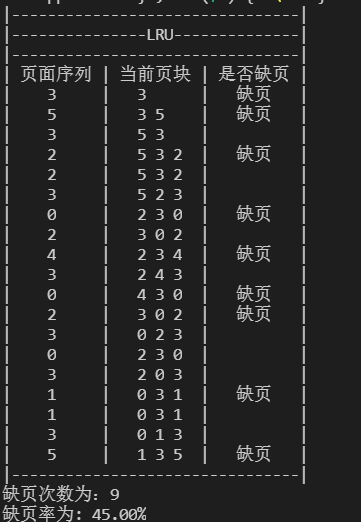 |-----------------------------|
|---------------LRU-------------|
|-----------------------------|
| 页面序列 | 当前页块 | 是否缺页 |
| 3 | 3 | 缺页 |
| 5 | 3 5 | 缺页 |
| 3 | 5 3 | |
| 2 | 5 3 2 | 缺页 |
| 2 | 5 3 2 | |
| 3 | 5 2 3 | |
| 0 | 2 3 0 | 缺页 |
| 2 | 3 0 2 | |
| 4 | 2 3 4 | 缺页 |
| 3 | 2 4 3 | |
| 0 | 4 3 0 | 缺页 |
| 2 | 3 0 2 | 缺页 |
| 3 | 0 2 3 | |
| 0 | 2 3 0 | |
| 3 | 2 0 3 | |
| 1 | 0 3 1 | 缺页 |
| 1 | 0 3 1 | |
| 3 | 0 1 3 | |
| 5 | 1 3 5 | 缺页 |
|-----------------------------|
缺页次数为：9
缺页率为: 45.00%